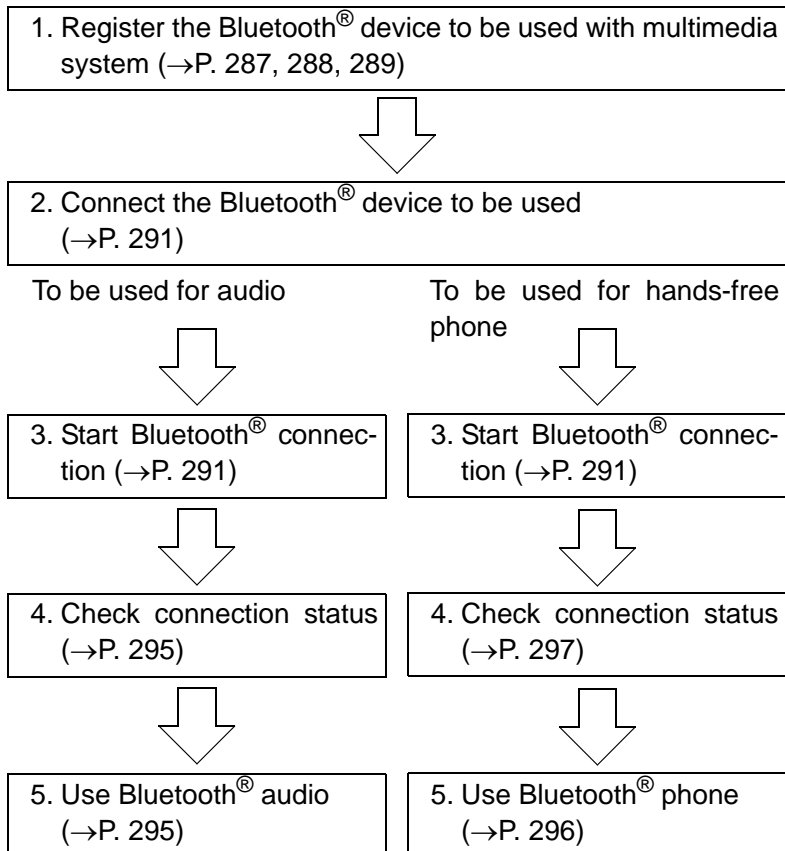 1. Register the Bluetooth® device to be used with multimedia
system (→P. 287, 288, 289)
2. Connect the Bluetooth® device to be used
(→P. 291)
To be used for audio
To be used for hands-free
phone
3. Start Bluetooth® connec-
tion (→P. 291)
3. Start Bluetooth® connec-
tion (→P. 291)
4. Check connection status
(→P. 295)
4. Check connection status
(→P. 297)
5. Use Bluetooth® audio
(→P. 295)
5. Use Bluetooth® phone
(→P. 296)